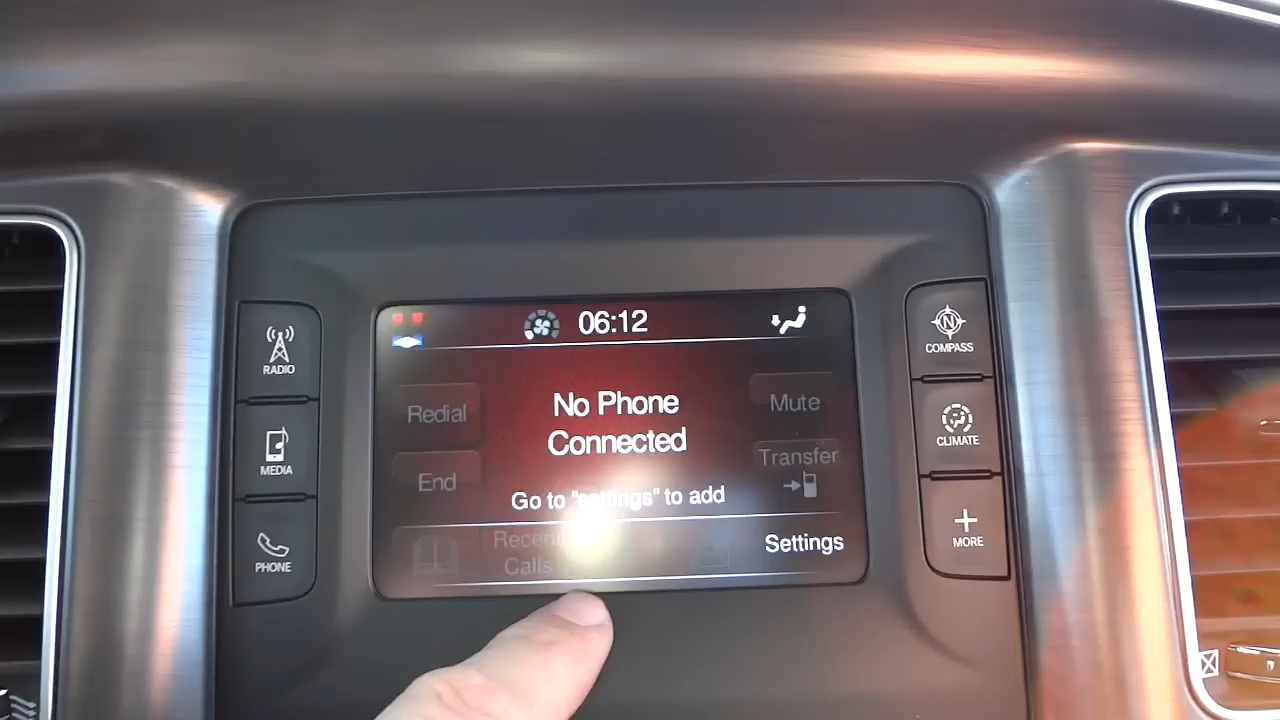 RADIO
MEDIA
PHONE
06:12
Redial
End
No Phone
Connected
Go to "settings" to add
Mute
Transfer
Recent
Calls
Settings
N
COMPASS
CLIMATE
MORE